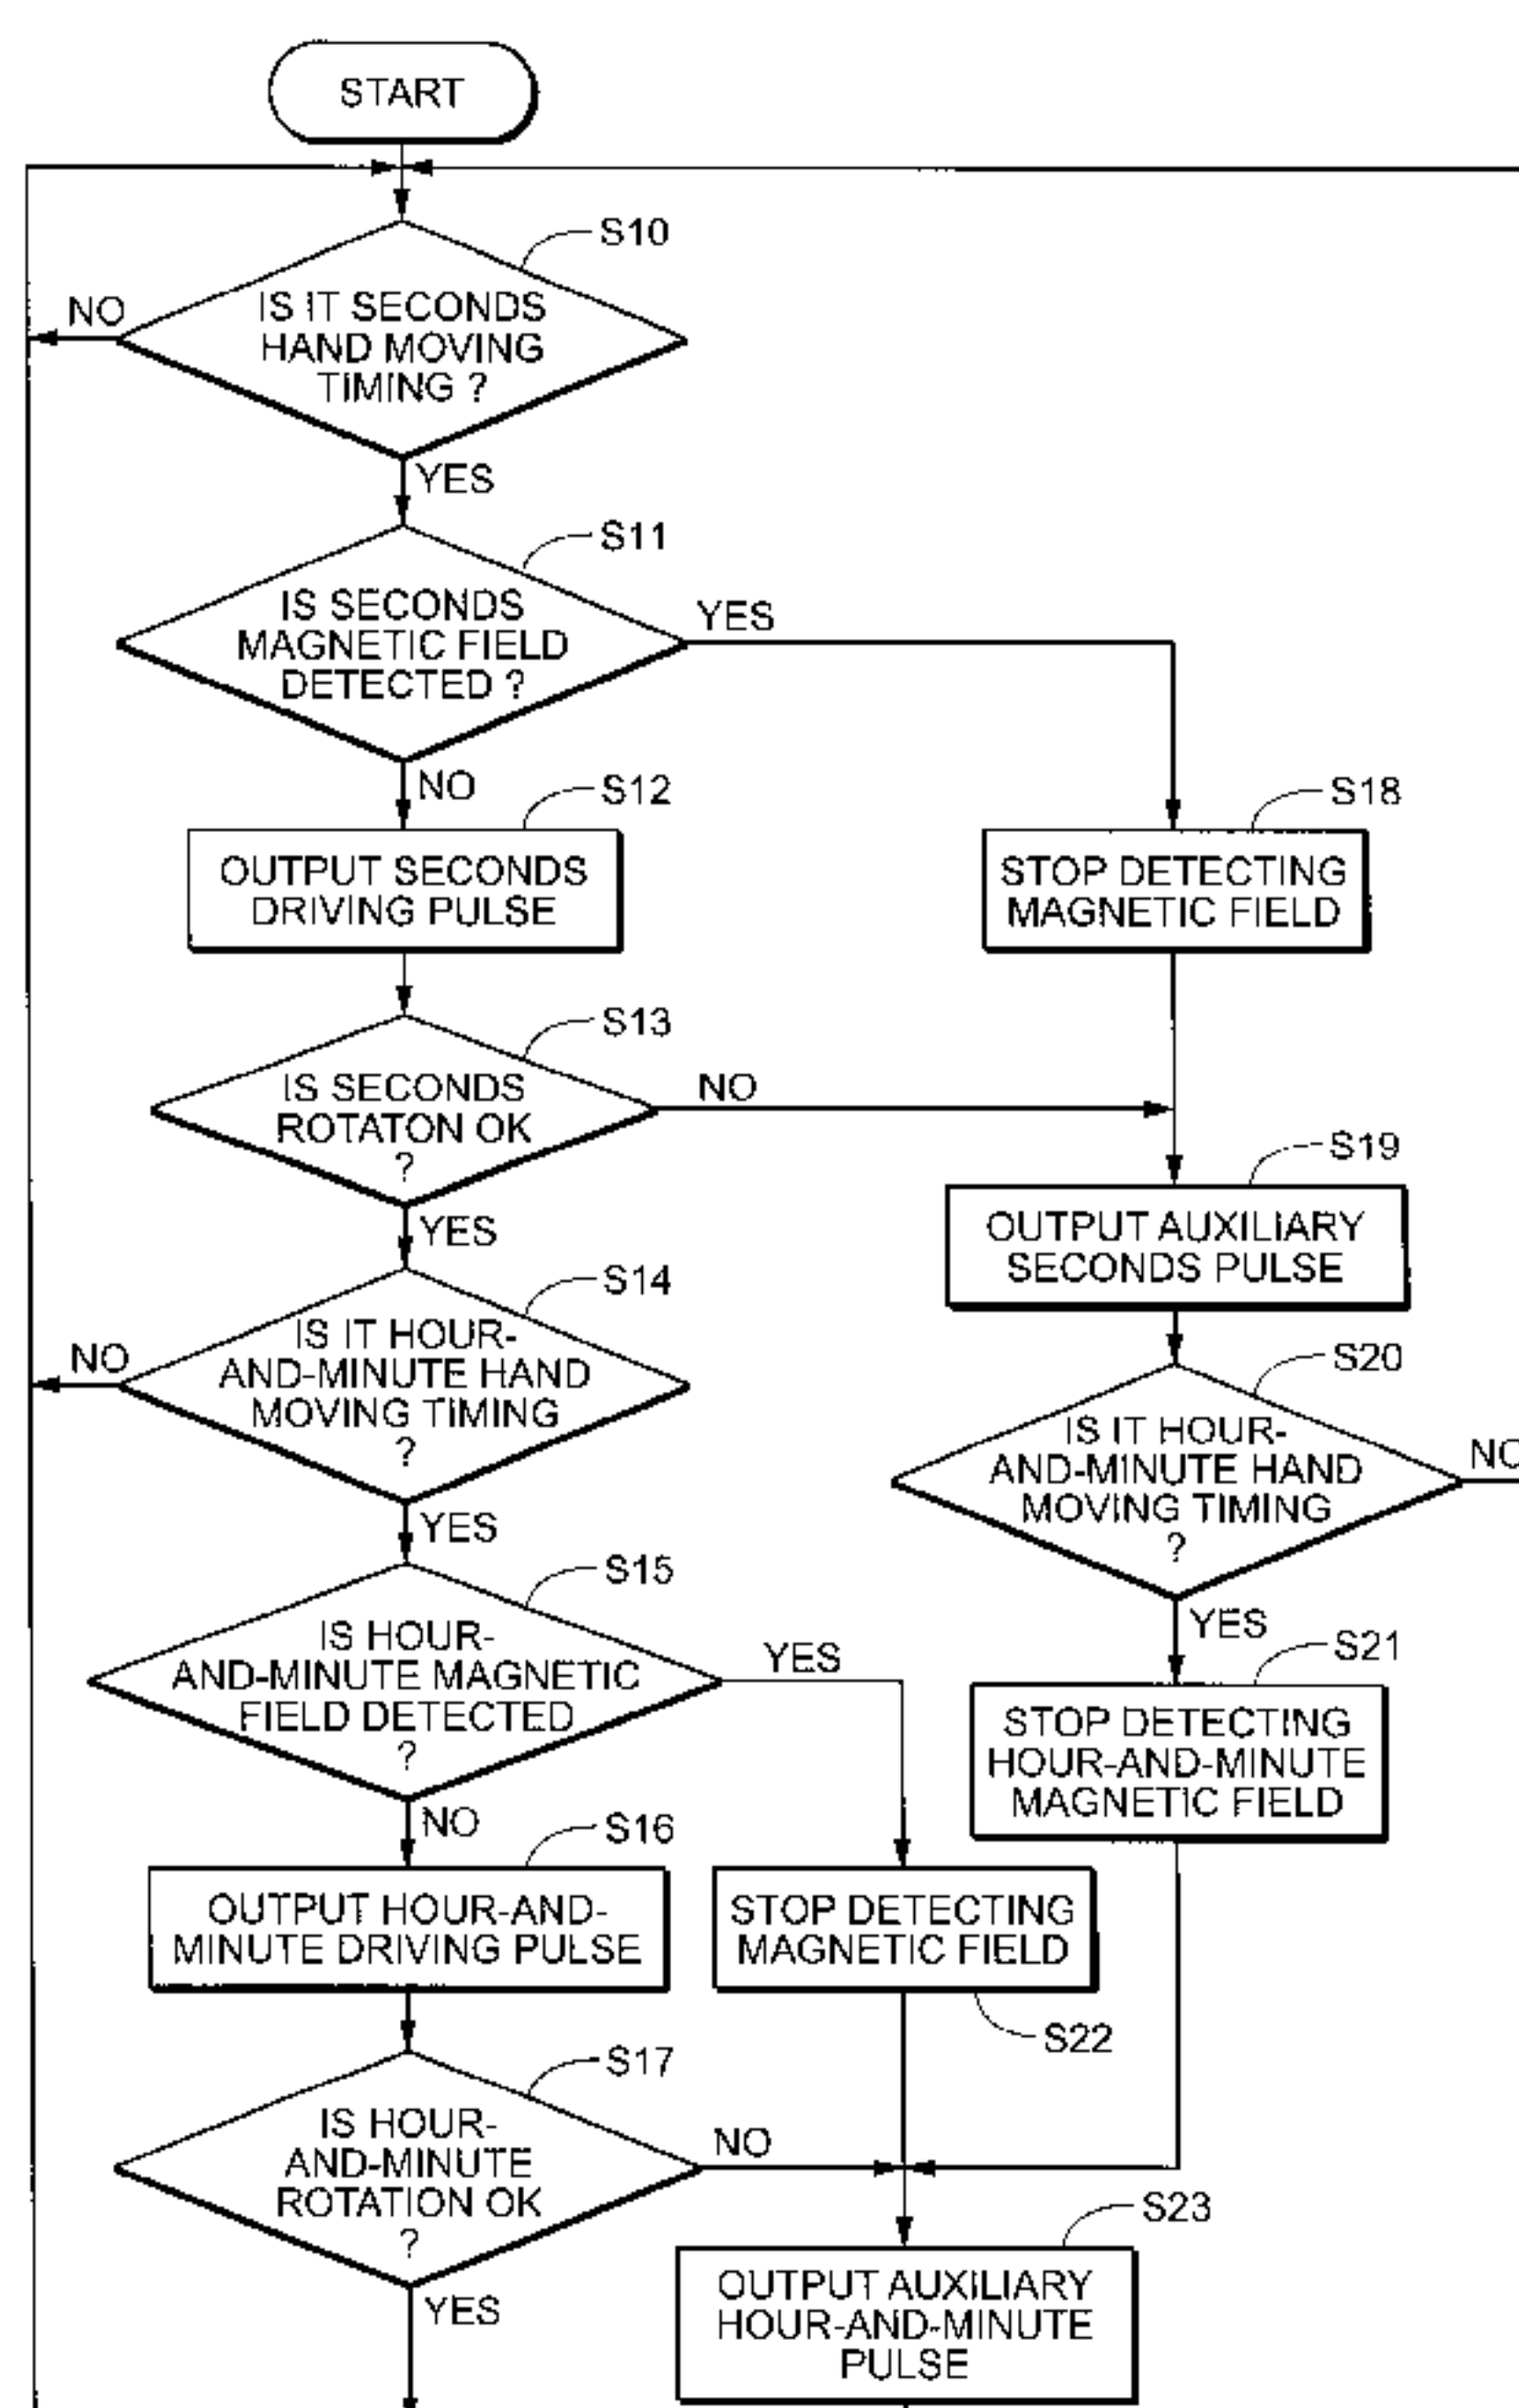 START
S10
IS IT SECONDS
HAND MOVING
TIMING ?
NO
YES
S11
IS SECONDS
MAGNETIC FIELD
DETECTED ?
YES
NO
S12
OUTPUT SECONDS
DRIVING PULSE
S18
STOP DETECTING
MAGNETIC FIELD
S13
IS SECONDS
ROTATON OK
?
NO
YES
S19
OUTPUT AUXILIARY
SECONDS PULSE
S14
IS IT HOUR-
AND-MINUTE HAND
MOVING TIMING
?
NO
YES
S20
IS IT HOUR-
AND-MINUTE HAND
MOVING TIMING
?
NO
YES
S15
IS HOUR-
AND-MINUTE MAGNETIC
FIELD DETECTED
?
YES
NO
S21
STOP DETECTING
HOUR-AND-MINUTE
MAGNETIC FIELD
S16
OUTPUT HOUR-AND-
MINUTE DRIVING PULSE
STOP DETECTING
MAGNETIC FIELD
S22
S17
IS HOUR-
AND-MINUTE
ROTATION OK
?
NO
YES
S23
OUTPUT AUXILIARY
HOUR-AND-MINUTE
PULSE